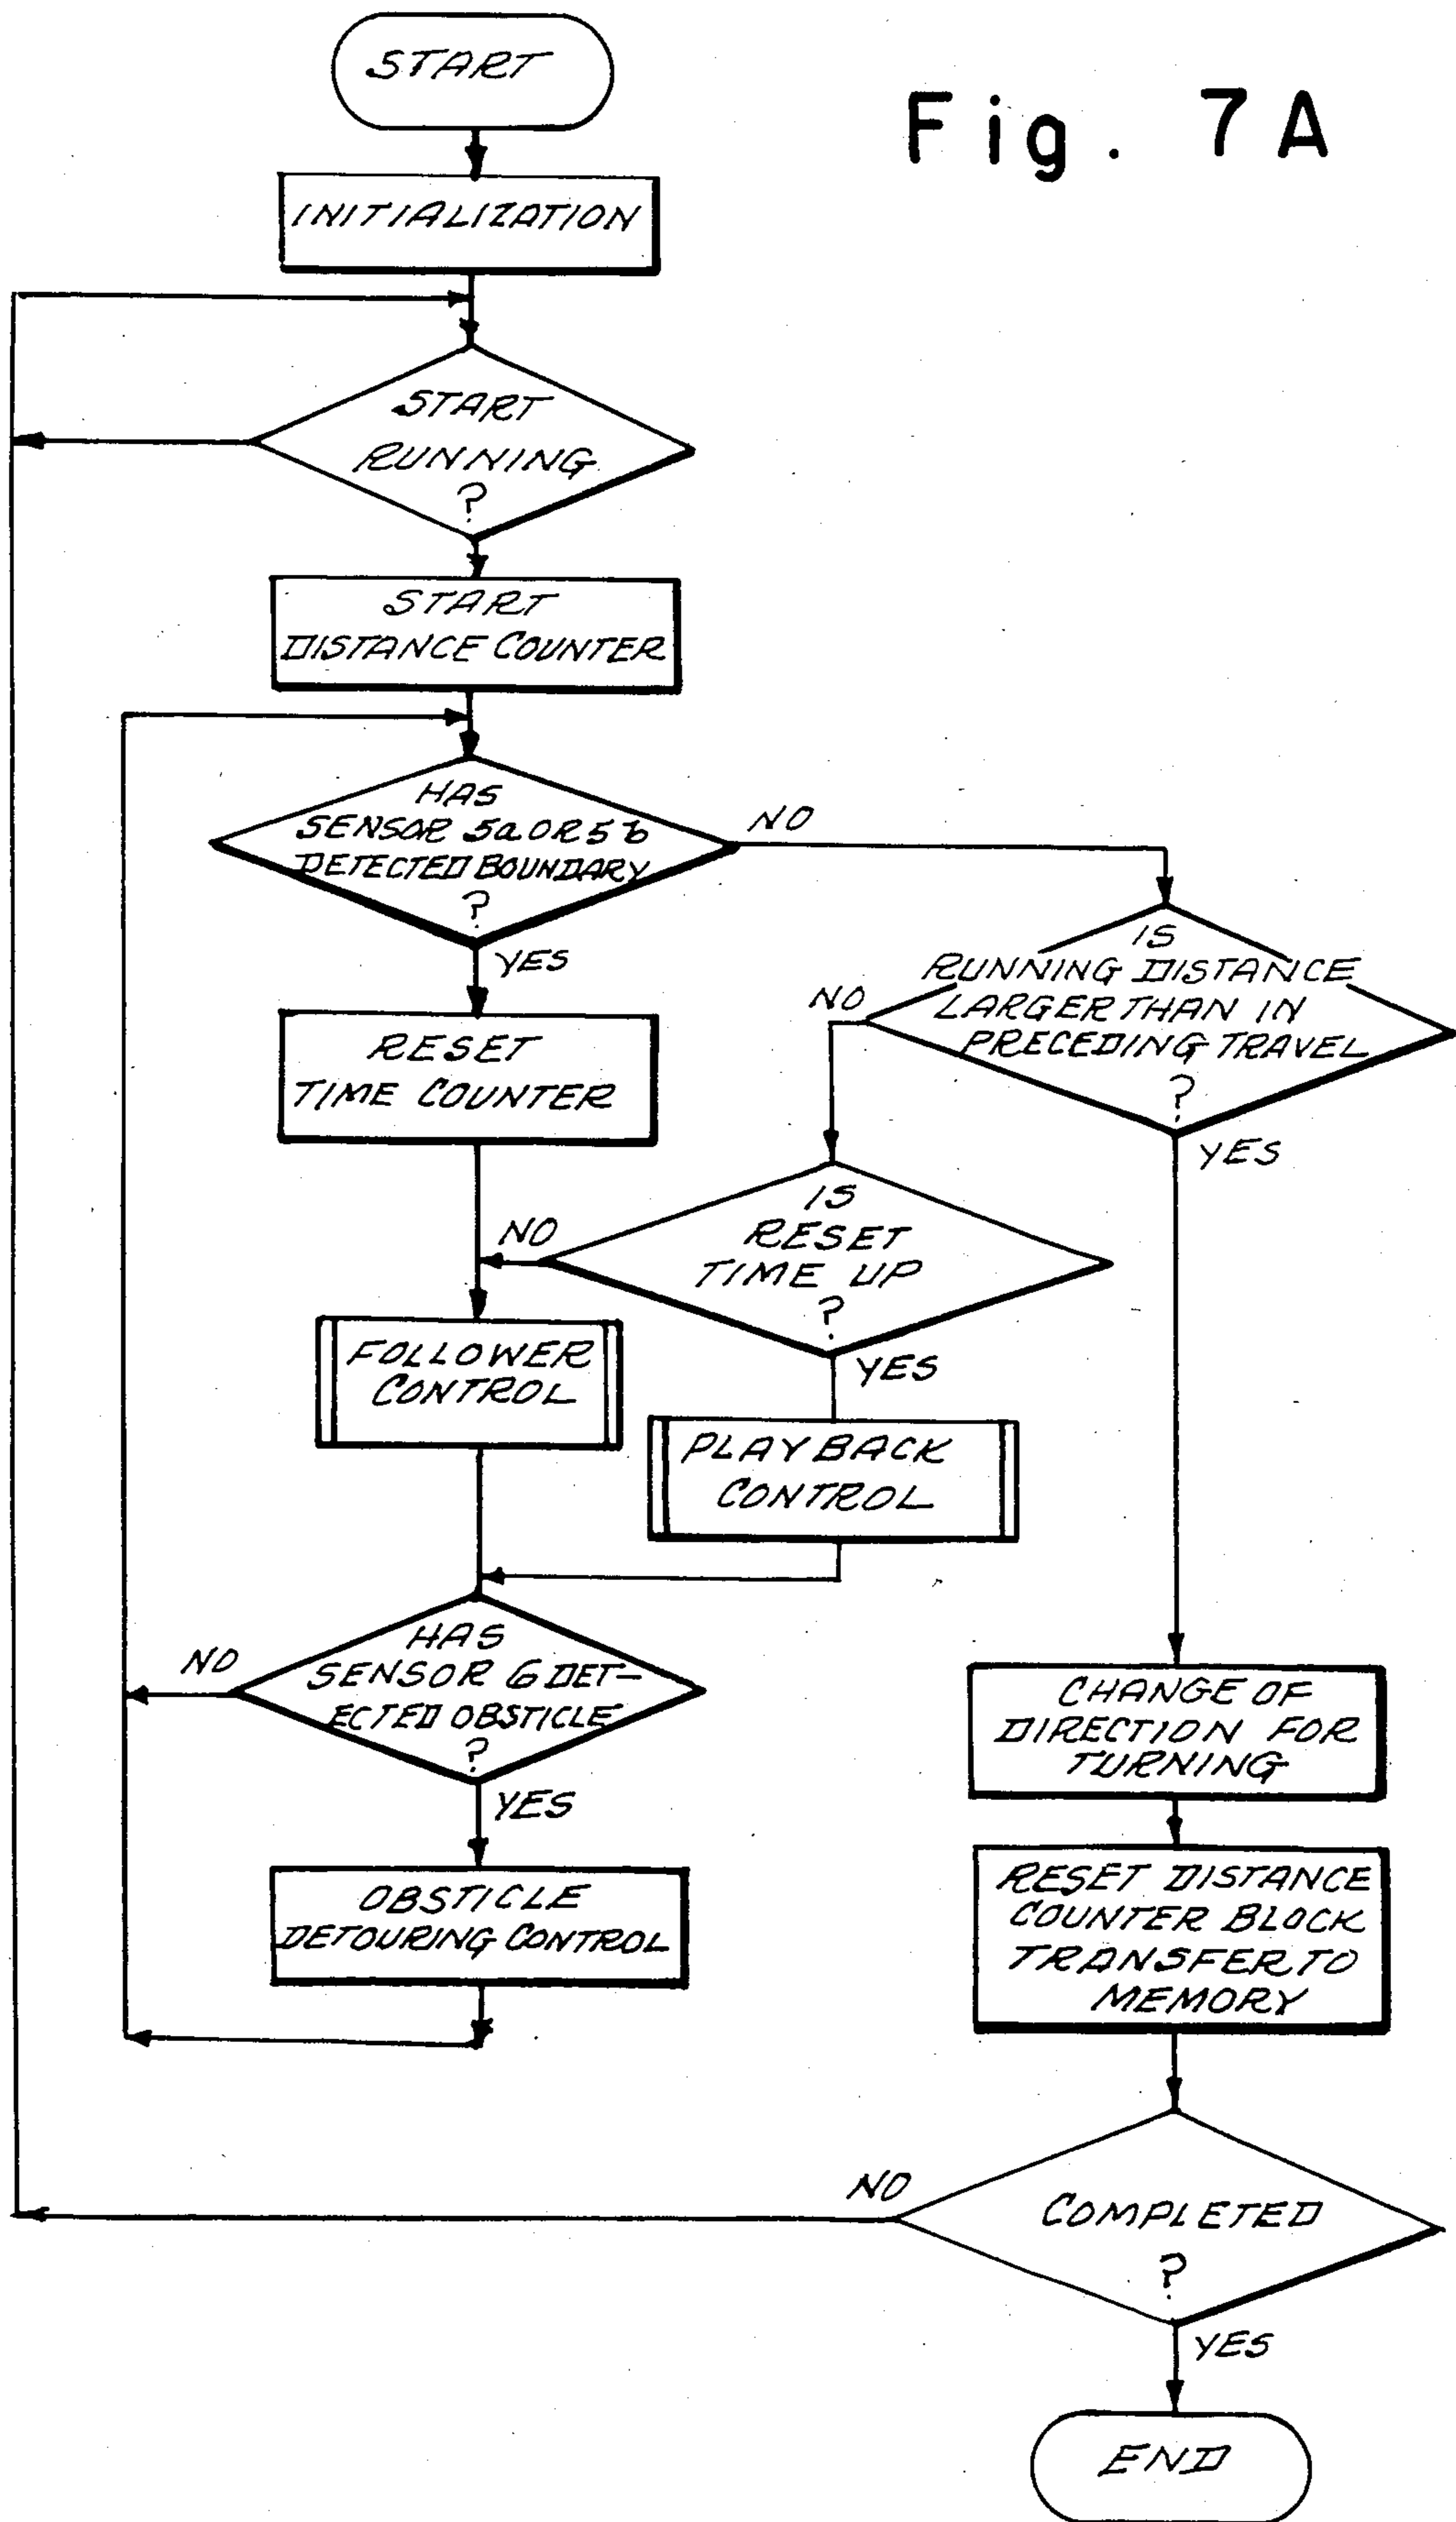 Fig. 7A
START
INITIALIZATION
START
RUNNING
?
START
DISTANCE COUNTER
HAS
SENSOR 5a OR 5b
DETECTED BOUNDARY
?
NO
YES
IS
RUNNING DISTANCE
LARGER THAN IN
PRECEDING TRAVEL
?
NO
YES
RESET
TIME COUNTER
IS
RESET
TIME UP
?
NO
YES
FOLLOWER
CONTROL
PLAYBACK
CONTROL
HAS
SENSOR 6 DET-
ECTED OBSTICLE
?
NO
YES
OBSTICLE
DETOURING CONTROL
CHANGE OF
DIRECTION FOR
TURNING
RESET DISTANCE
COUNTER BLOCK
TRANSFER TO
MEMORY
COMPLETED
?
NO
YES
END